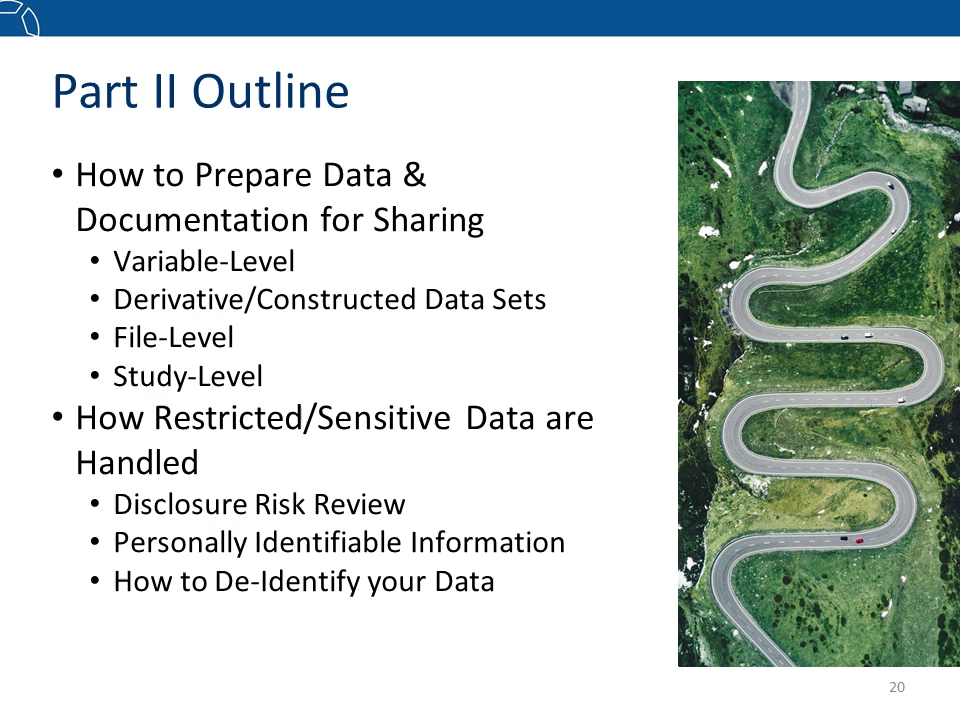 Part II Outline
• How to Prepare Data &
Documentation for Sharing
• Variable-Level
• Derivative/Constructed Data Sets
• File-Level
• Study-Level
• How Restricted/Sensitive Data are
Handled
• Disclosure Risk Review
• Personally Identifiable Information
• How to De-Identify your Data
20